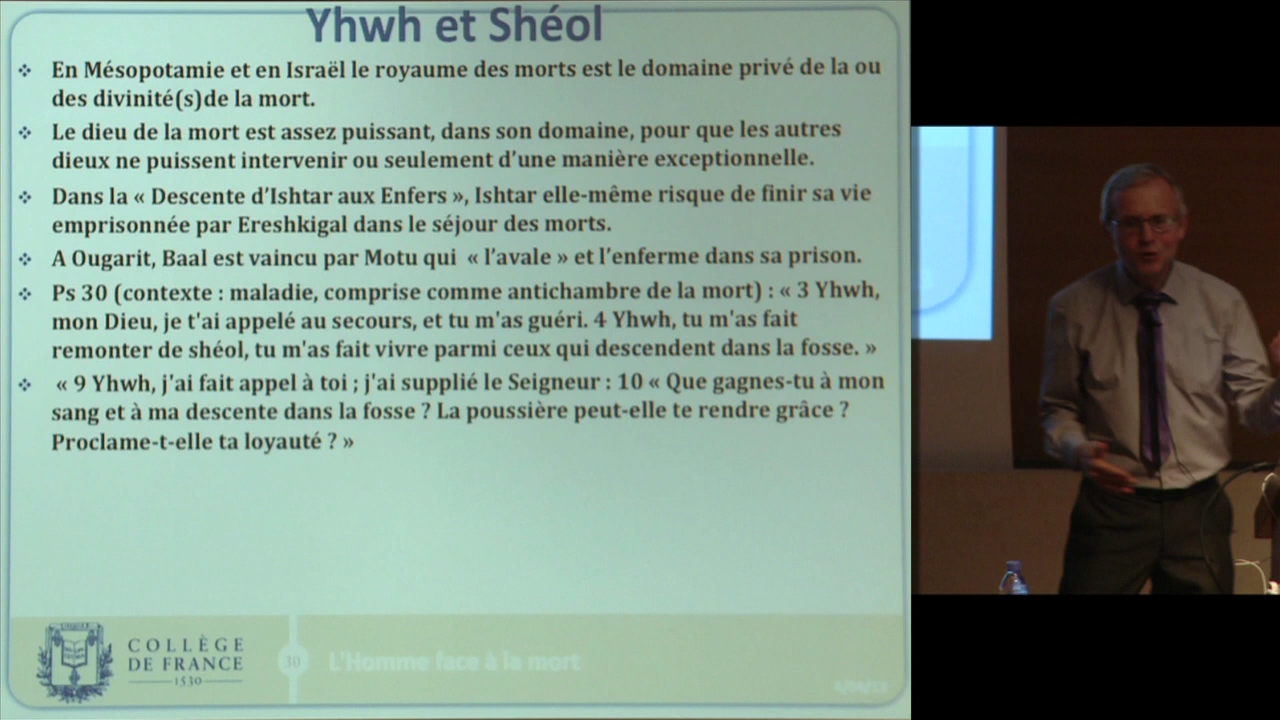 Yhwh et Shéol
❖ En Mésopotamie et en Israël le royaume des morts est le domaine privé de la ou
des divinité(s)de la mort.
❖ Le dieu de la mort est assez puissant, dans son domaine, pour que les autres
dieux ne puissent intervenir ou seulement d'une manière exceptionnelle.
❖ Dans la « Descente d'Ishtar aux Enfers », Ishtar elle-même risque de finir sa vie
emprisonnée par Ereshkigal dans le séjour des morts.
❖ A Ougarit, Baal est vaincu par Motu qui « l'avale » et l'enferme dans sa prison.
❖ Ps 30 (contexte : maladie, comprise comme antichambre de la mort) : « 3 Yhwh,
mon Dieu, je t'ai appelé au secours, et tu m'as guéri. 4 Yhwh, tu m'as fait
remonter de shéol, tu m'as fait vivre parmi ceux qui descendent dans la fosse. »
❖ « 9 Yhwh, j'ai fait appel à toi ; j'ai supplié le Seigneur : 10 « Que gagnes-tu à mon
sang et à ma descente dans la fosse ? La poussière peut-elle te rendre grâce ?
Proclame-t-elle ta loyauté ? »
COLLÈGE
DE FRANCE
1530
30
L'Homme face à la mort